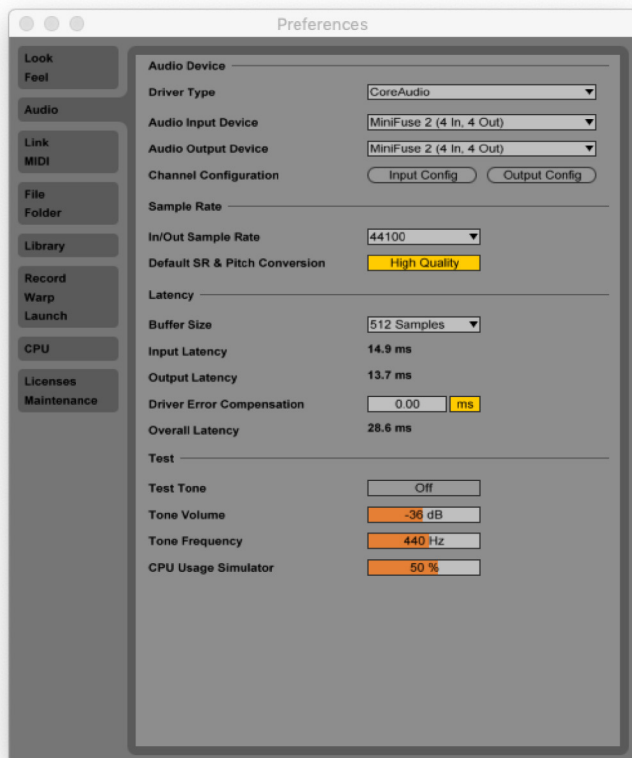 Preferences
Look
Feel
Audio
Link
MIDI
File
Folder
Library
Record
Warp
Launch
CPU
Licenses
Maintenance
Audio Device
Driver Type CoreAudio
Audio Input Device MiniFuse 2 (4 In, 4 Out)
Audio Output Device MiniFuse 2 (4 In, 4 Out)
Channel Configuration Input Config Output Config
Sample Rate
In/Out Sample Rate 44100
Default SR & Pitch Conversion High Quality
Latency
Buffer Size 512 Samples
Input Latency 14.9 ms
Output Latency 13.7 ms
Driver Error Compensation 0.00 ms
Overall Latency 28.6 ms
Test
Test Tone Off
Tone Volume -36 dB
Tone Frequency 440 Hz
CPU Usage Simulator 50 %